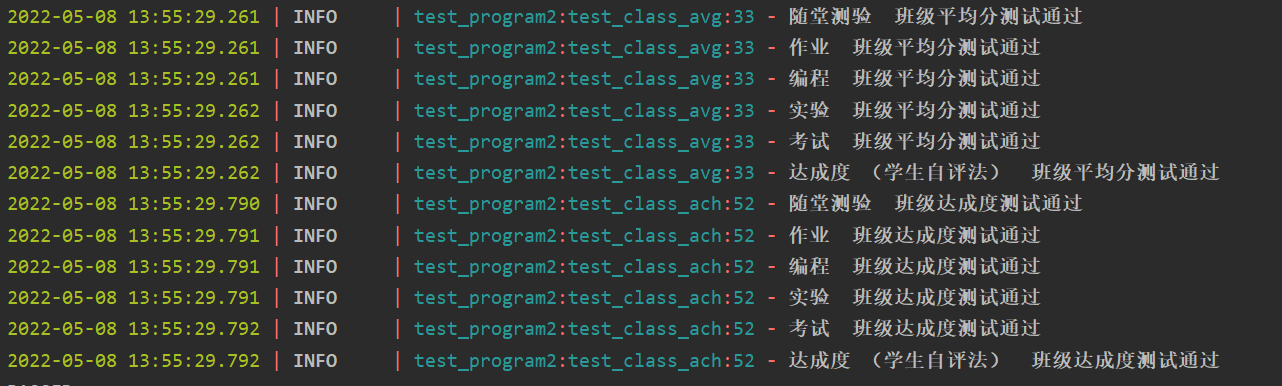 2022-05-08 13:55:29.261 | INFO     | test_program2:test_class_avg:33 - 随堂测验  班级平均分测试通过
2022-05-08 13:55:29.261 | INFO     | test_program2:test_class_avg:33 - 作业  班级平均分测试通过
2022-05-08 13:55:29.261 | INFO     | test_program2:test_class_avg:33 - 编程  班级平均分测试通过
2022-05-08 13:55:29.262 | INFO     | test_program2:test_class_avg:33 - 实验  班级平均分测试通过
2022-05-08 13:55:29.262 | INFO     | test_program2:test_class_avg:33 - 考试  班级平均分测试通过
2022-05-08 13:55:29.262 | INFO     | test_program2:test_class_avg:33 - 达成度 （学生自评法）  班级平均分测试通过
2022-05-08 13:55:29.790 | INFO     | test_program2:test_class_ach:52 - 随堂测验  班级达成度测试通过
2022-05-08 13:55:29.791 | INFO     | test_program2:test_class_ach:52 - 作业  班级达成度测试通过
2022-05-08 13:55:29.791 | INFO     | test_program2:test_class_ach:52 - 编程  班级达成度测试通过
2022-05-08 13:55:29.791 | INFO     | test_program2:test_class_ach:52 - 实验  班级达成度测试通过
2022-05-08 13:55:29.792 | INFO     | test_program2:test_class_ach:52 - 考试  班级达成度测试通过
2022-05-08 13:55:29.792 | INFO     | test_program2:test_class_ach:52 - 达成度 （学生自评法）  班级达成度测试通过